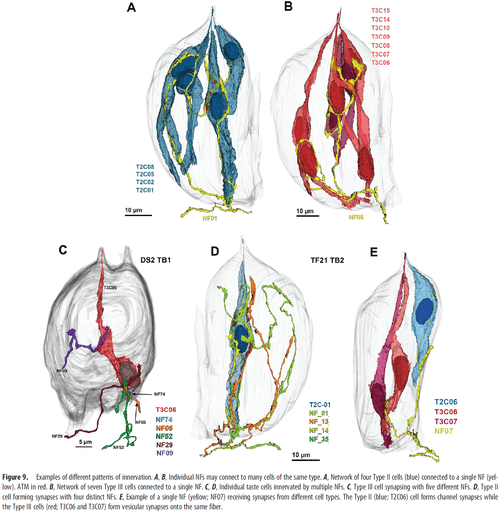 A
B
T3C15
T3C14
T3C10
T3C09
T3C08
T3C07
T3C06
T2C08
T2C05
T2C02
T2C01
10 µm
NF01
10 µm
NF06
C
DS2 TB1
D
TF21 TB2
E
T3C06
NF09
NF74
NF05
NF29
NF52
5 µm
T3C06
NF74
NF05
NF52
NF29
NF09
10 µm
T2C-01
NF_01
NF_13
NF_14
NF_35
10 µm
T2C06
T3C06
T3C07
NF07
Figure 9. Examples of different patterns of innervation. A, B, Individual NFs may connect to many cells of the same type. A, Network of four Type II cells (blue) connected to a single NF (yel-
low). ATM in red. B, Network of seven Type III cells connected to a single NF. C, D, Individual taste cells innervated by multiple NFs. C, Type III cell synapsing with five different NFs. D, Type II
cell forming synapses with four distinct NFs. E, Example of a single NF (yellow; NF07) receiving synapses from different cell types. The Type II (blue; T2C06) cell forms channel synapses while
the Type III cells (red; T3C06 and T3C07) form vesicular synapses onto the same fiber.